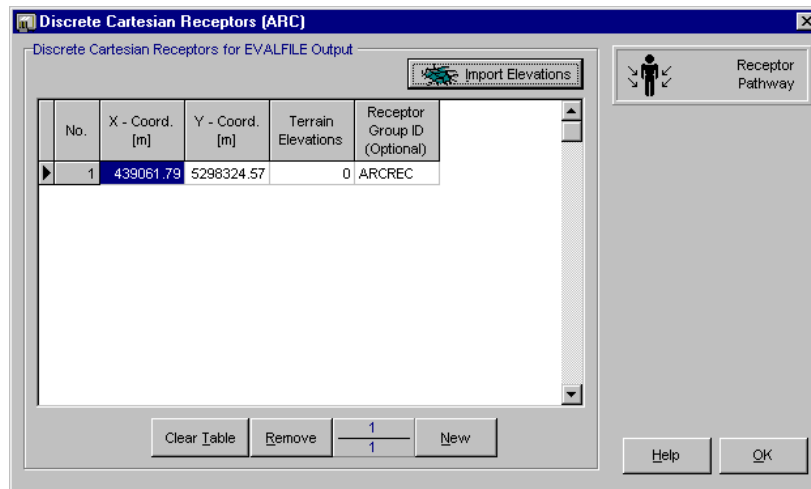 Discrete Cartesian Receptors (ARC)
Discrete Cartesian Receptors for EVALFILE Output
Import Elevations
Receptor
Pathway
No.
X - Coord.
[m]
Y - Coord.
[m]
Terrain
Elevations
Receptor
Group ID
(Optional)
1 439061.79 5298324.57 0 ARCREC
Clear Table
Remove
1
1
New
Help
OK